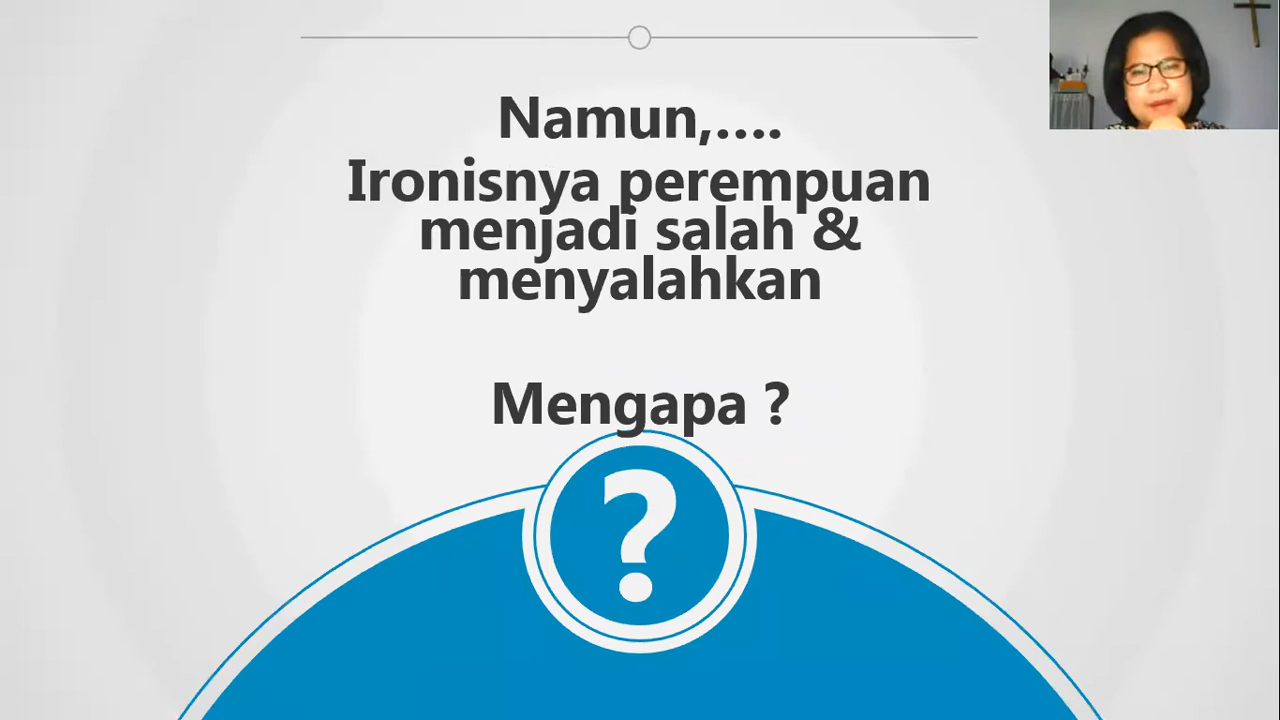 Namun,....
Ironisnya perempuan
menjadi salah &
menyalahkan
Mengapa ?
?